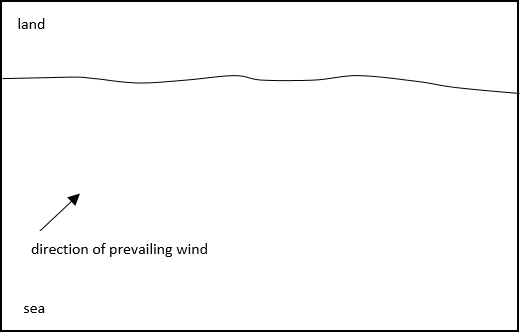 land
direction of prevailing wind
sea